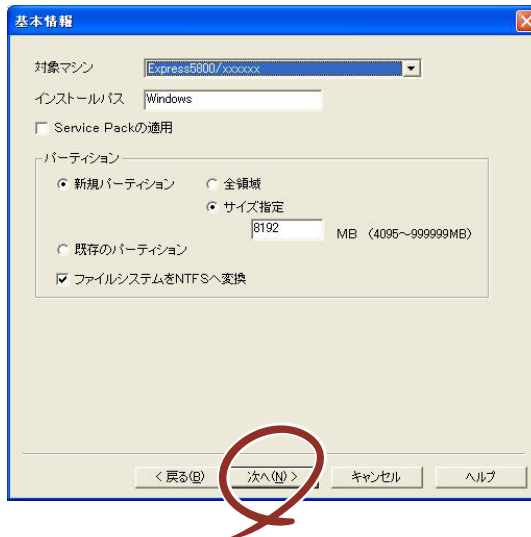 基本情報
対象マシン Express5800/xxxxxx
インストールパス Windows
Service Packの適用
パーティション
新規パーティション 全領域
サイズ指定
8192 MB (4095～999999MB)
既存のパーティション
ファイルシステムをNTFSへ変換
< 戻る(B) 次へ(N) > キャンセル ヘルプ